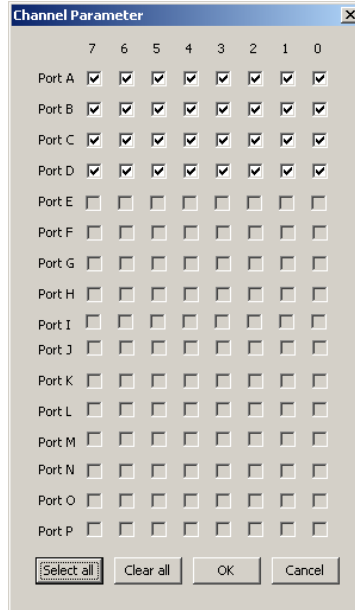 Channel Parameter
7 6 5 4 3 2 1 0
Port A
Port B
Port C
Port D
Port E
Port F
Port G
Port H
Port I
Port J
Port K
Port L
Port M
Port N
Port O
Port P
Select all Clear all OK Cancel